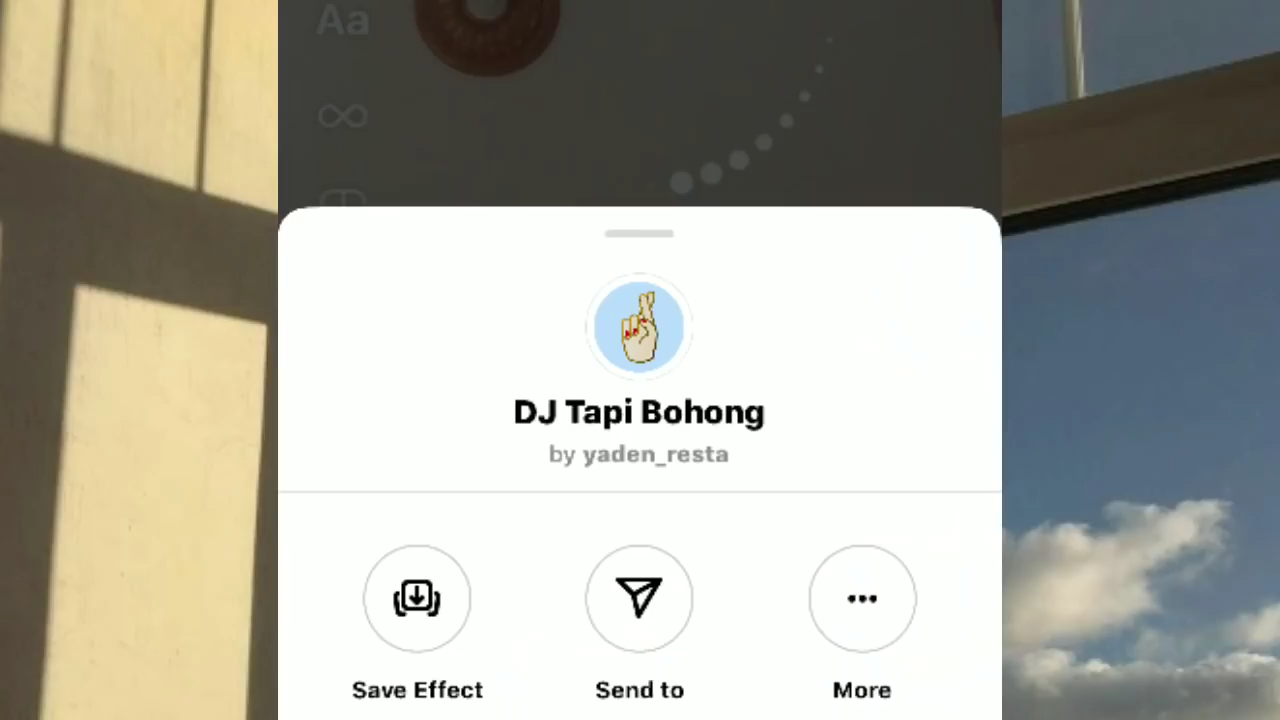 Aa
DJ Tapi Bohong
by yaden_resta
Save Effect
Send to
More